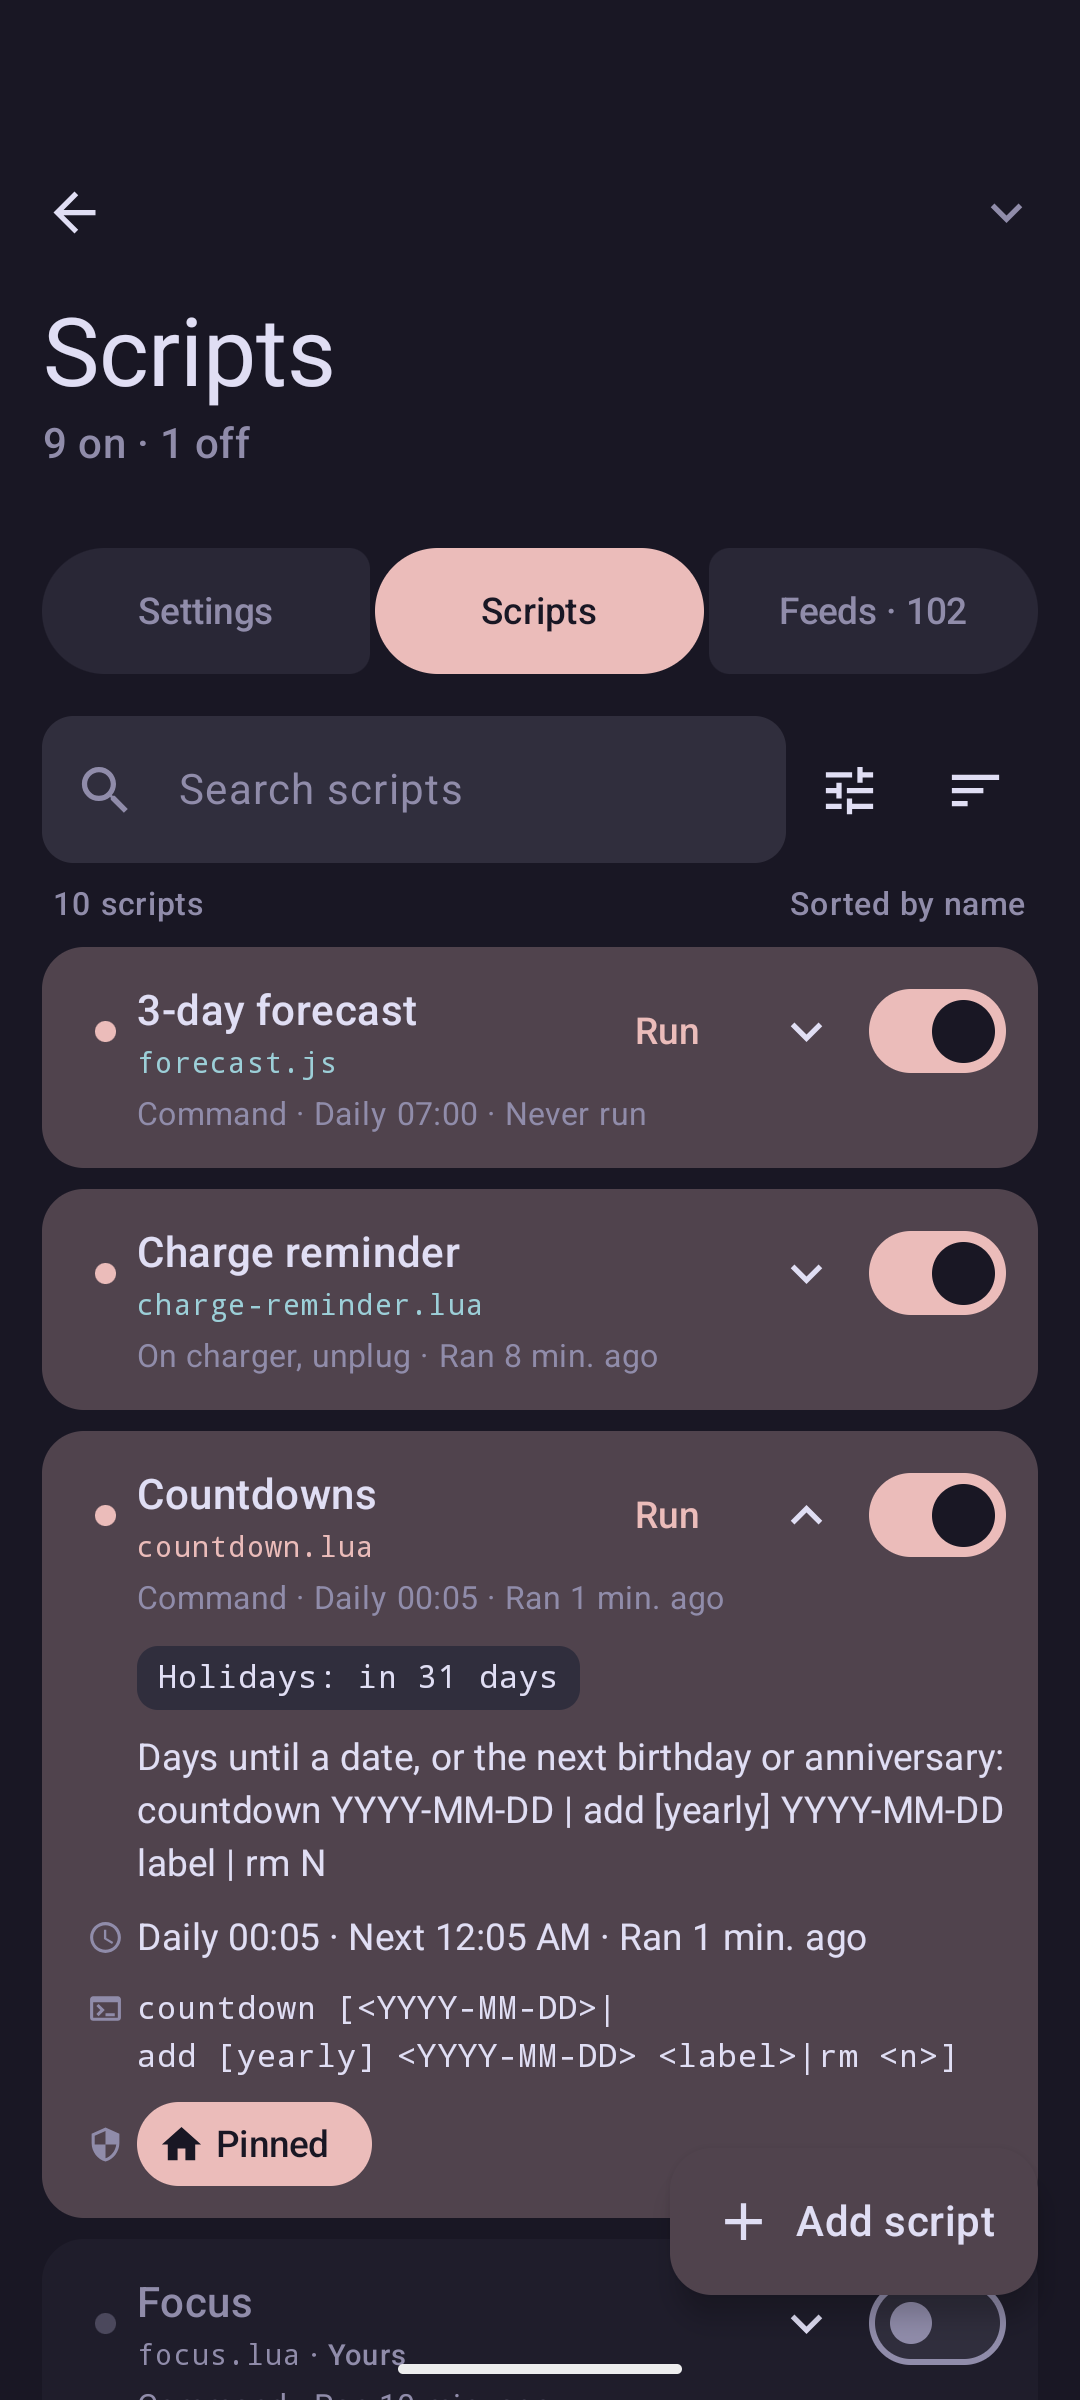 Scripts
9 on · 1 off
Settings
Scripts
Feeds · 102
Search scripts
10 scripts
Sorted by name
3-day forecast
Run
forecast.js
Command · Daily 07:00 · Never run
Charge reminder
charge-reminder.lua
On charger, unplug · Ran 8 min. ago
Countdowns
Run
countdown.lua
Command · Daily 00:05 · Ran 1 min. ago
Holidays: in 31 days
Days until a date, or the next birthday or anniversary:
countdown YYYY-MM-DD | add [yearly] YYYY-MM-DD
label | rm N
Daily 00:05 · Next 12:05 AM · Ran 1 min. ago
countdown [<YYYY-MM-DD>|
add [yearly] <YYYY-MM-DD> <label>|rm <n>]
Pinned
Add script
Focus
focus.lua · Yours